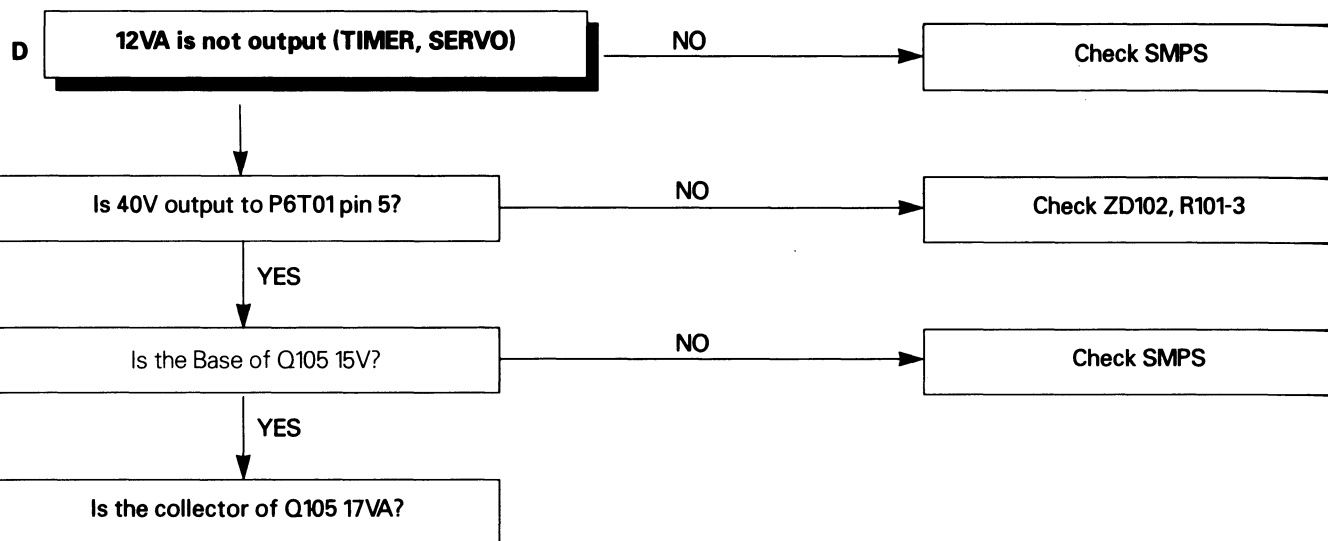 D
12VA is not output (TIMER, SERVO)
NO
Check SMPS
Is 40V output to P6T01 pin 5?
NO
Check ZD102, R101-3
YES
Is the Base of Q105 15V?
NO
Check SMPS
YES
Is the collector of Q105 17VA?